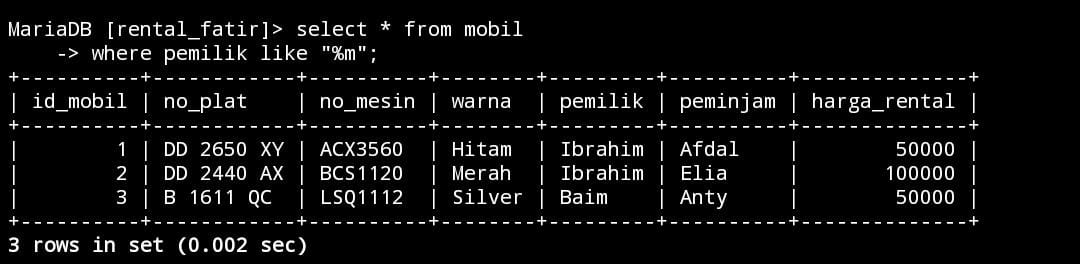 MariaDB [rental_fatir]> select * from mobil
    -> where pemilik like "%m";
+----------+------------+----------+--------+---------+----------+--------------+
| id_mobil | no_plat    | no_mesin | warna  | pemilik | peminjam | harga_rental |
+----------+------------+----------+--------+---------+----------+--------------+
|        1 | DD 2650 XY | ACX3560  | Hitam  | Ibrahim | Afdal    |        50000 |
|        2 | DD 2440 AX | BCS1120  | Merah  | Ibrahim | Elia     |       100000 |
|        3 | B 1611 QC  | LSQ1112  | Silver | Baim    | Anty     |        50000 |
+----------+------------+----------+--------+---------+----------+--------------+
3 rows in set (0.002 sec)